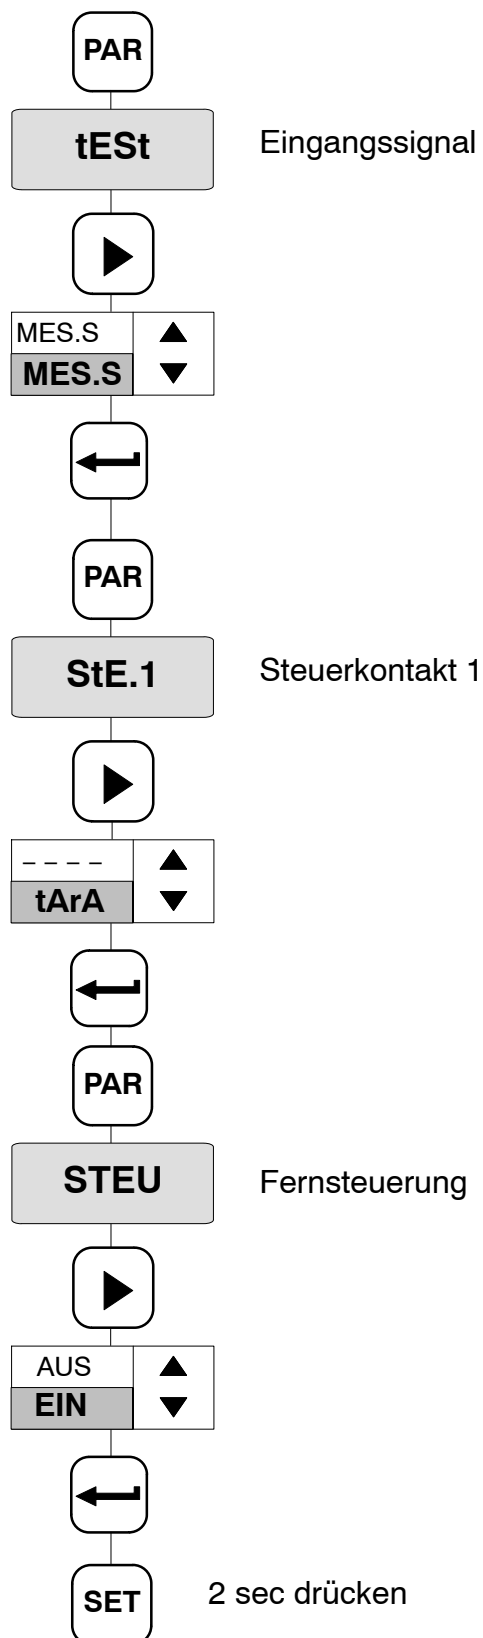 PAR
tESt Eingangssignal
MES.S
MES.S
PAR
StE.1 Steuerkontakt 1
– – – –
tArA
PAR
STEU Fernsteuerung
AUS
EIN
SET 2 sec drücken